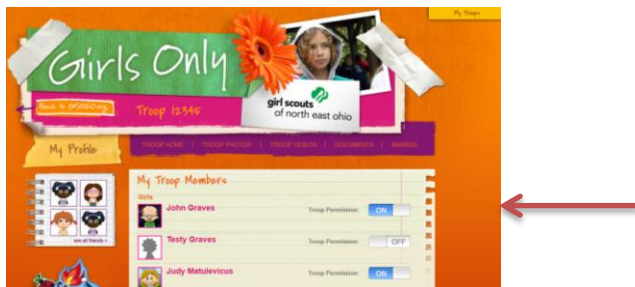 My Troops
Girls Only
Back to GSNEO.org
Troop 12345
girl scouts
of north east ohio
My Profile
TROOP HOME | TROOP PHOTOS | TROOP VIDEOS | DOCUMENTS | AWARDS
My Troop Members
Girls
John Graves Troop Permission: ON
Testy Graves Troop Permission: OFF
see all friends »
Judy Matulevicus Troop Permission: ON